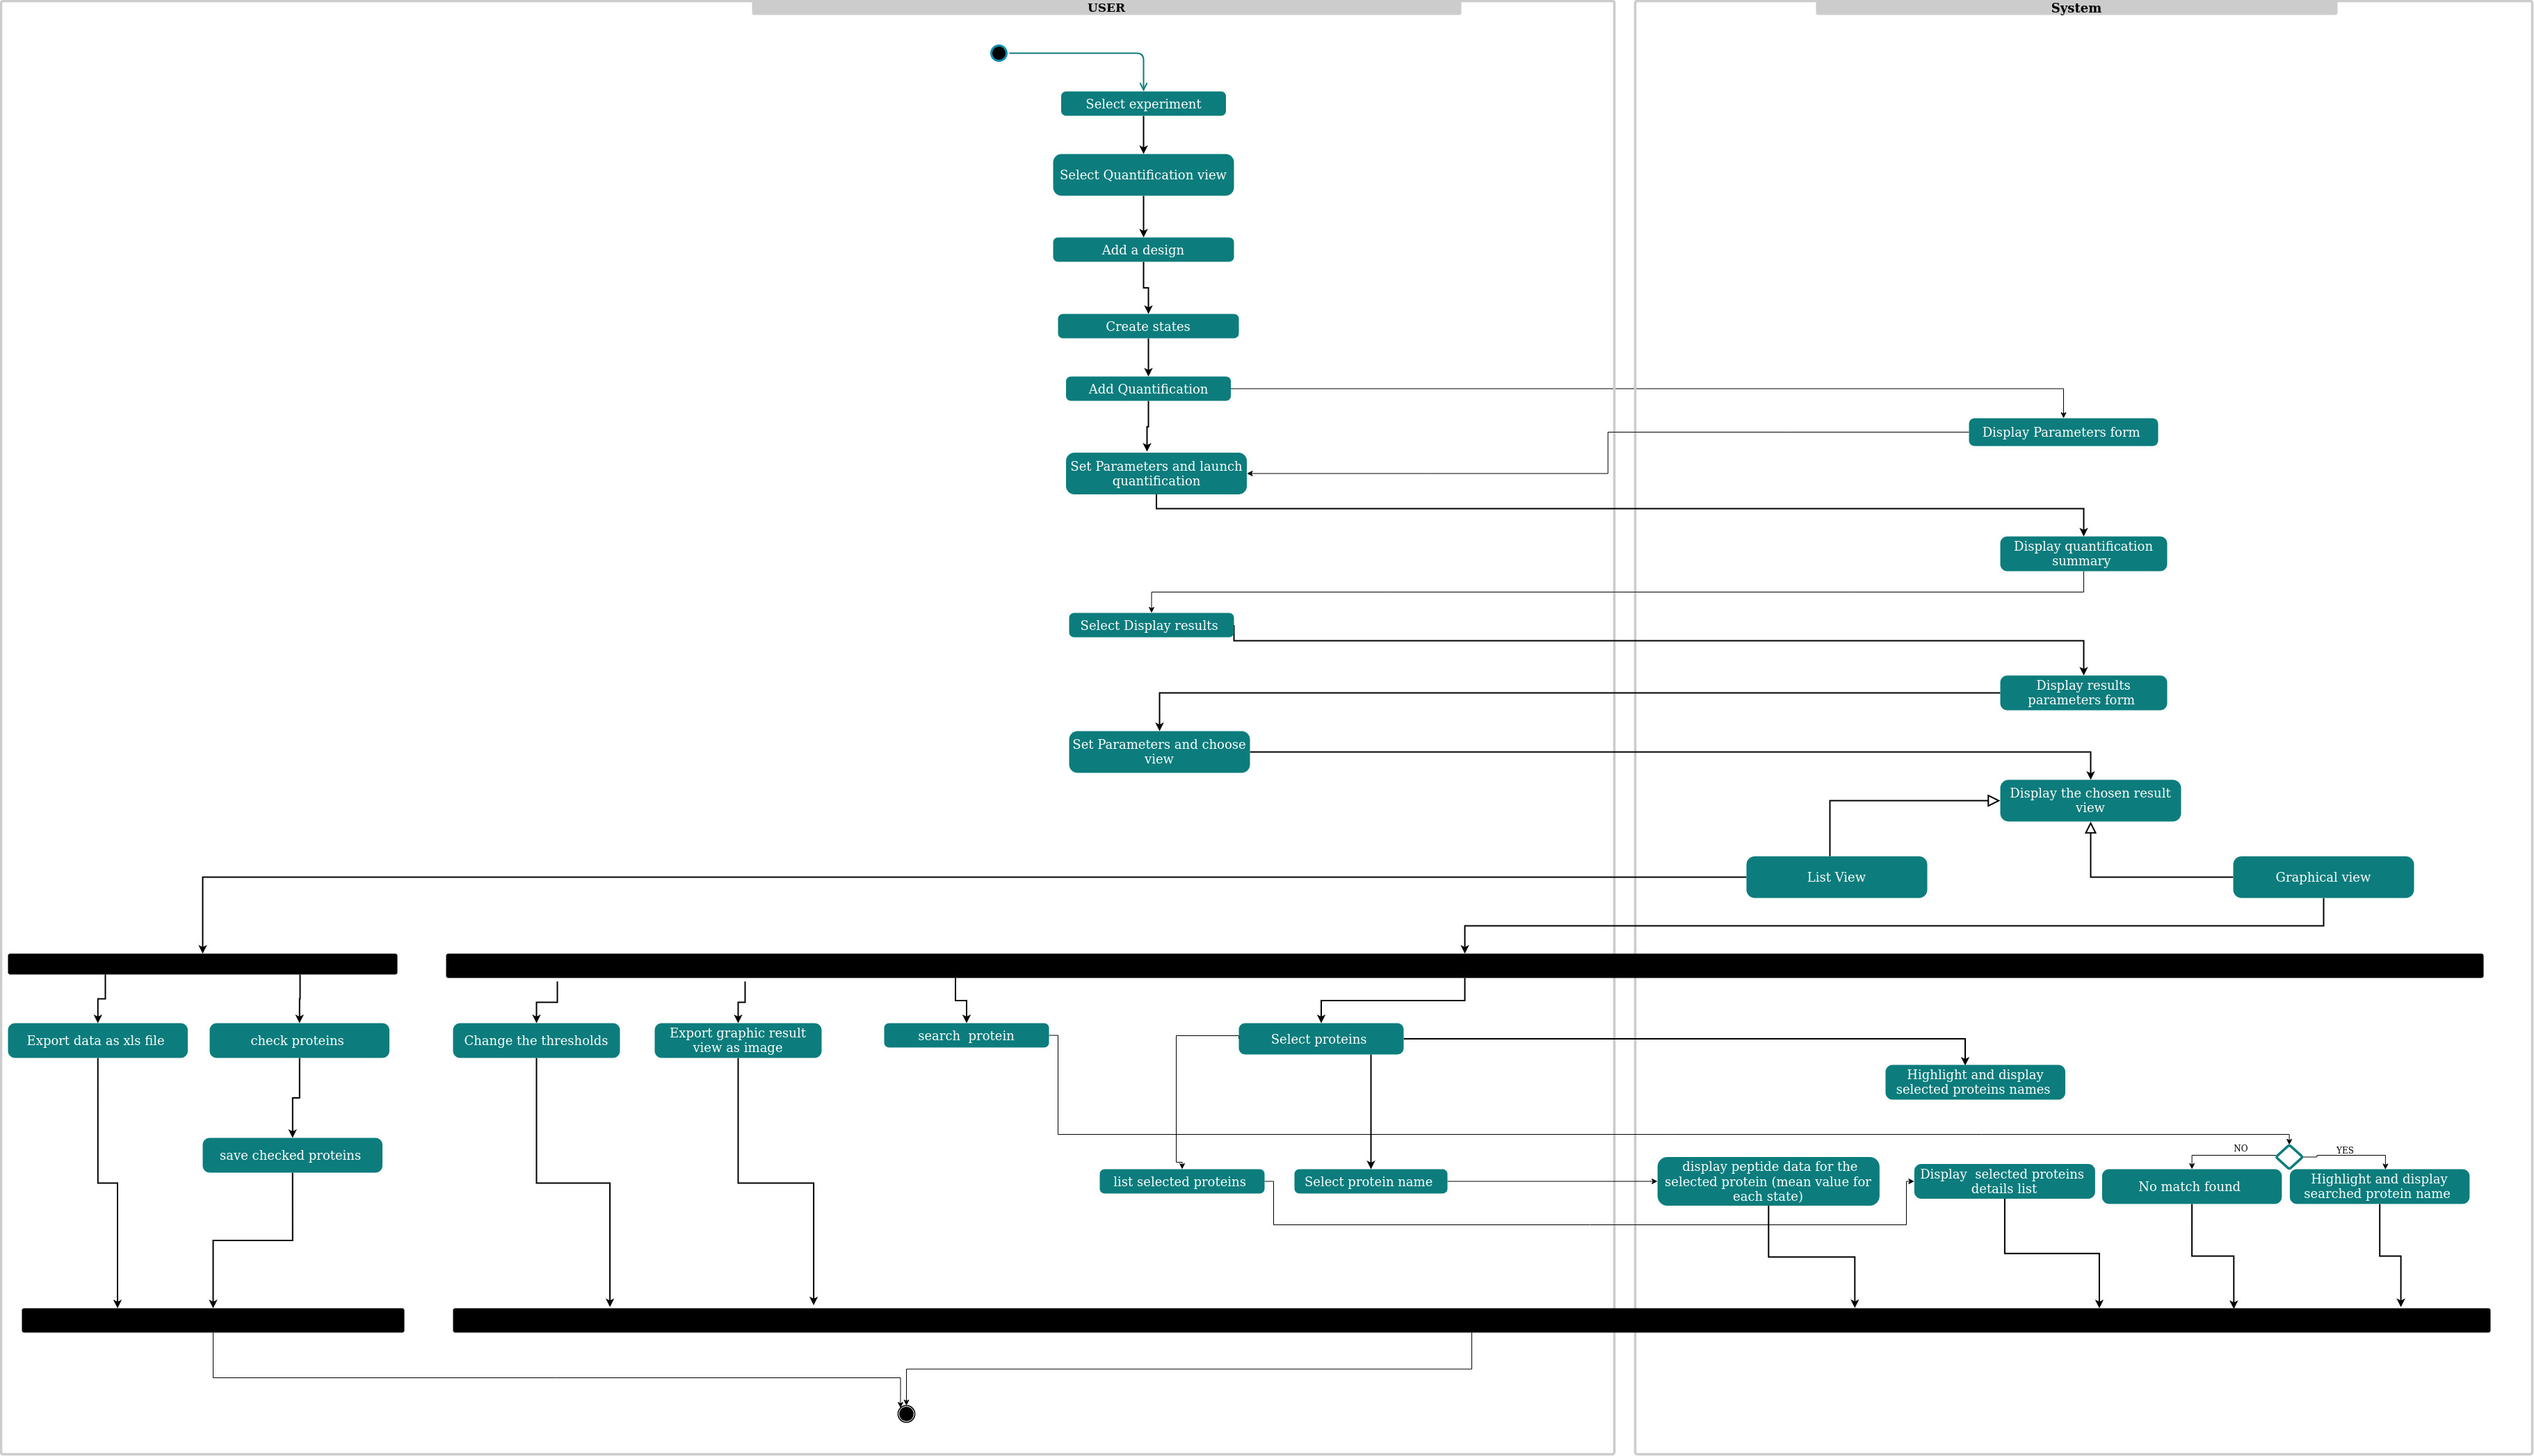 USER
System
Select experiment
Select Quantification view
Add a design
Create states
Add Quantification
Display Parameters form
Set Parameters and launch
quantification
Display quantification
summary
Select Display results
Display results
parameters form
Set Parameters and choose
view
Display the chosen result
view
List View
Graphical view
Export data as xls file
check proteins
Change the thresholds
Export graphic result
view as image
search  protein
Select proteins
Highlight and display
selected proteins names
save checked proteins
NO
YES
list selected proteins
Select protein name
display peptide data for the
selected protein (mean value for
each state)
Display  selected proteins
details list
No match found
Highlight and display
searched protein name